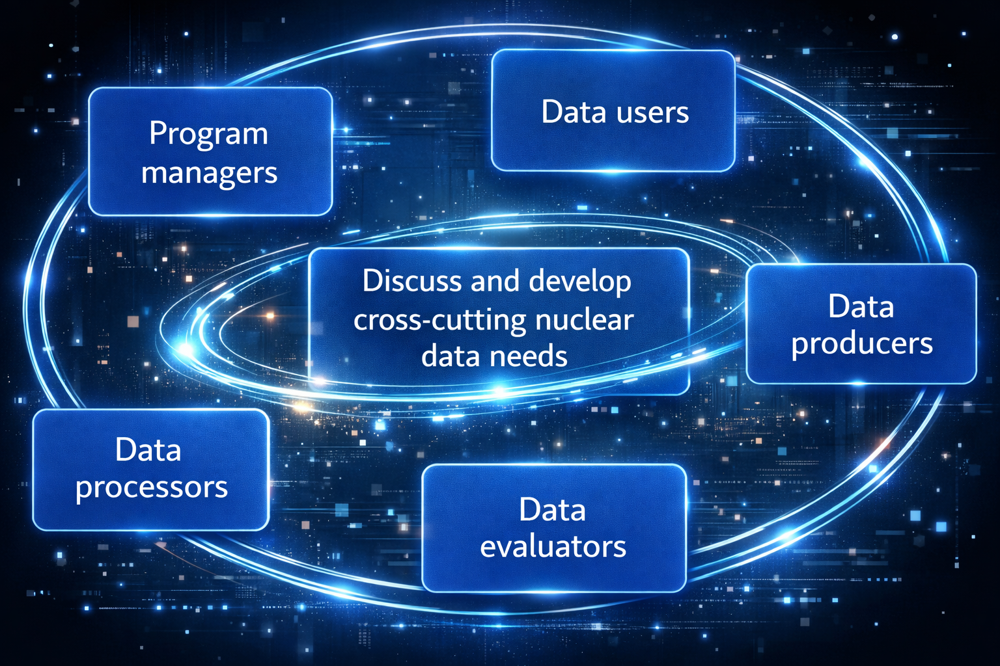 Program
managers
Data users
Discuss and develop
cross-cutting nuclear
data needs
Data
producers
Data
processors
Data
evaluators